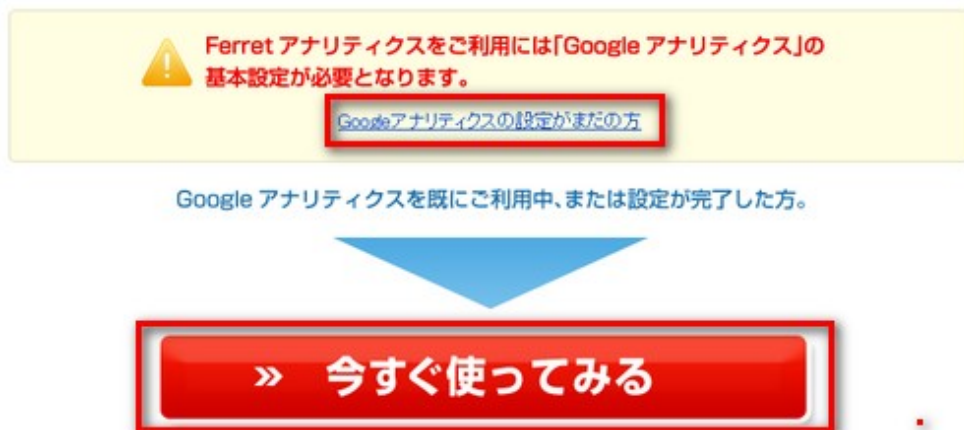 Ferret アナリティクスをご利用には「Google アナリティクス」の
基本設定が必要となります。
Googleアナリティクスの設定がまだの方
Google アナリティクスを既にご利用中、または設定が完了した方。
» 今すぐ使ってみる